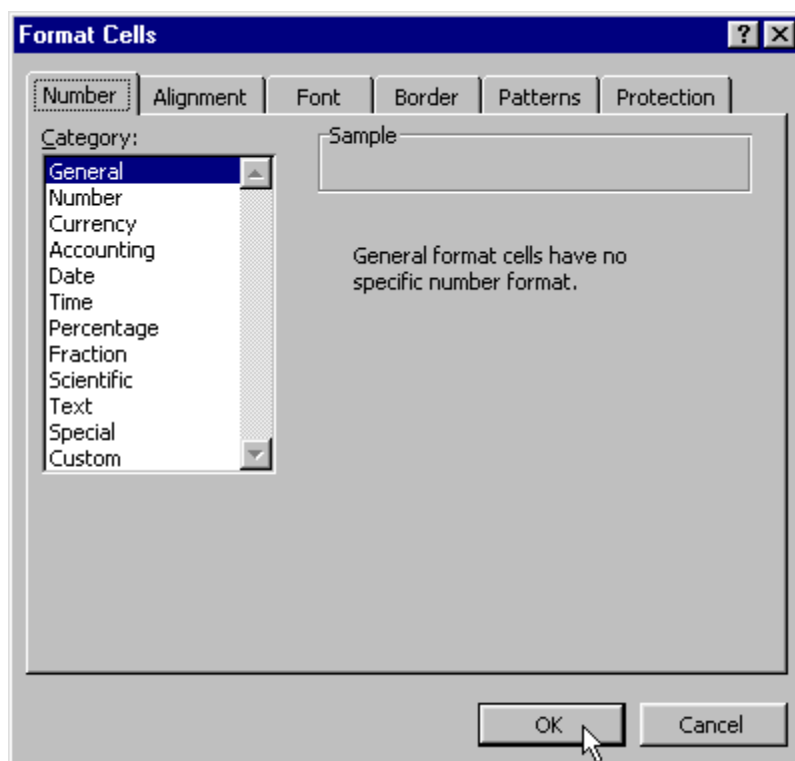 Format Cells
Number Alignment Font Border Patterns Protection
Category:
General
Number
Currency
Accounting
Date
Time
Percentage
Fraction
Scientific
Text
Special
Custom
Sample
General format cells have no
specific number format.
OK Cancel